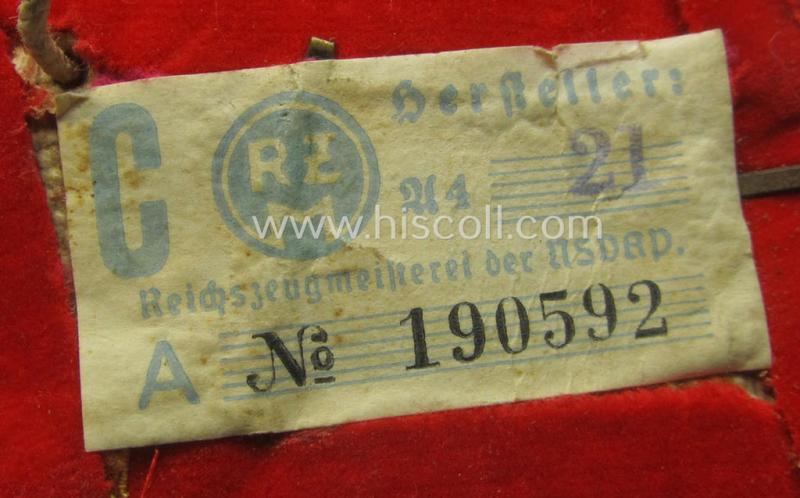 C RZM Hersteller:
A4 21
www.hiscoll.com
Reichszeugmeisterei der NSDAP.
A № 190592